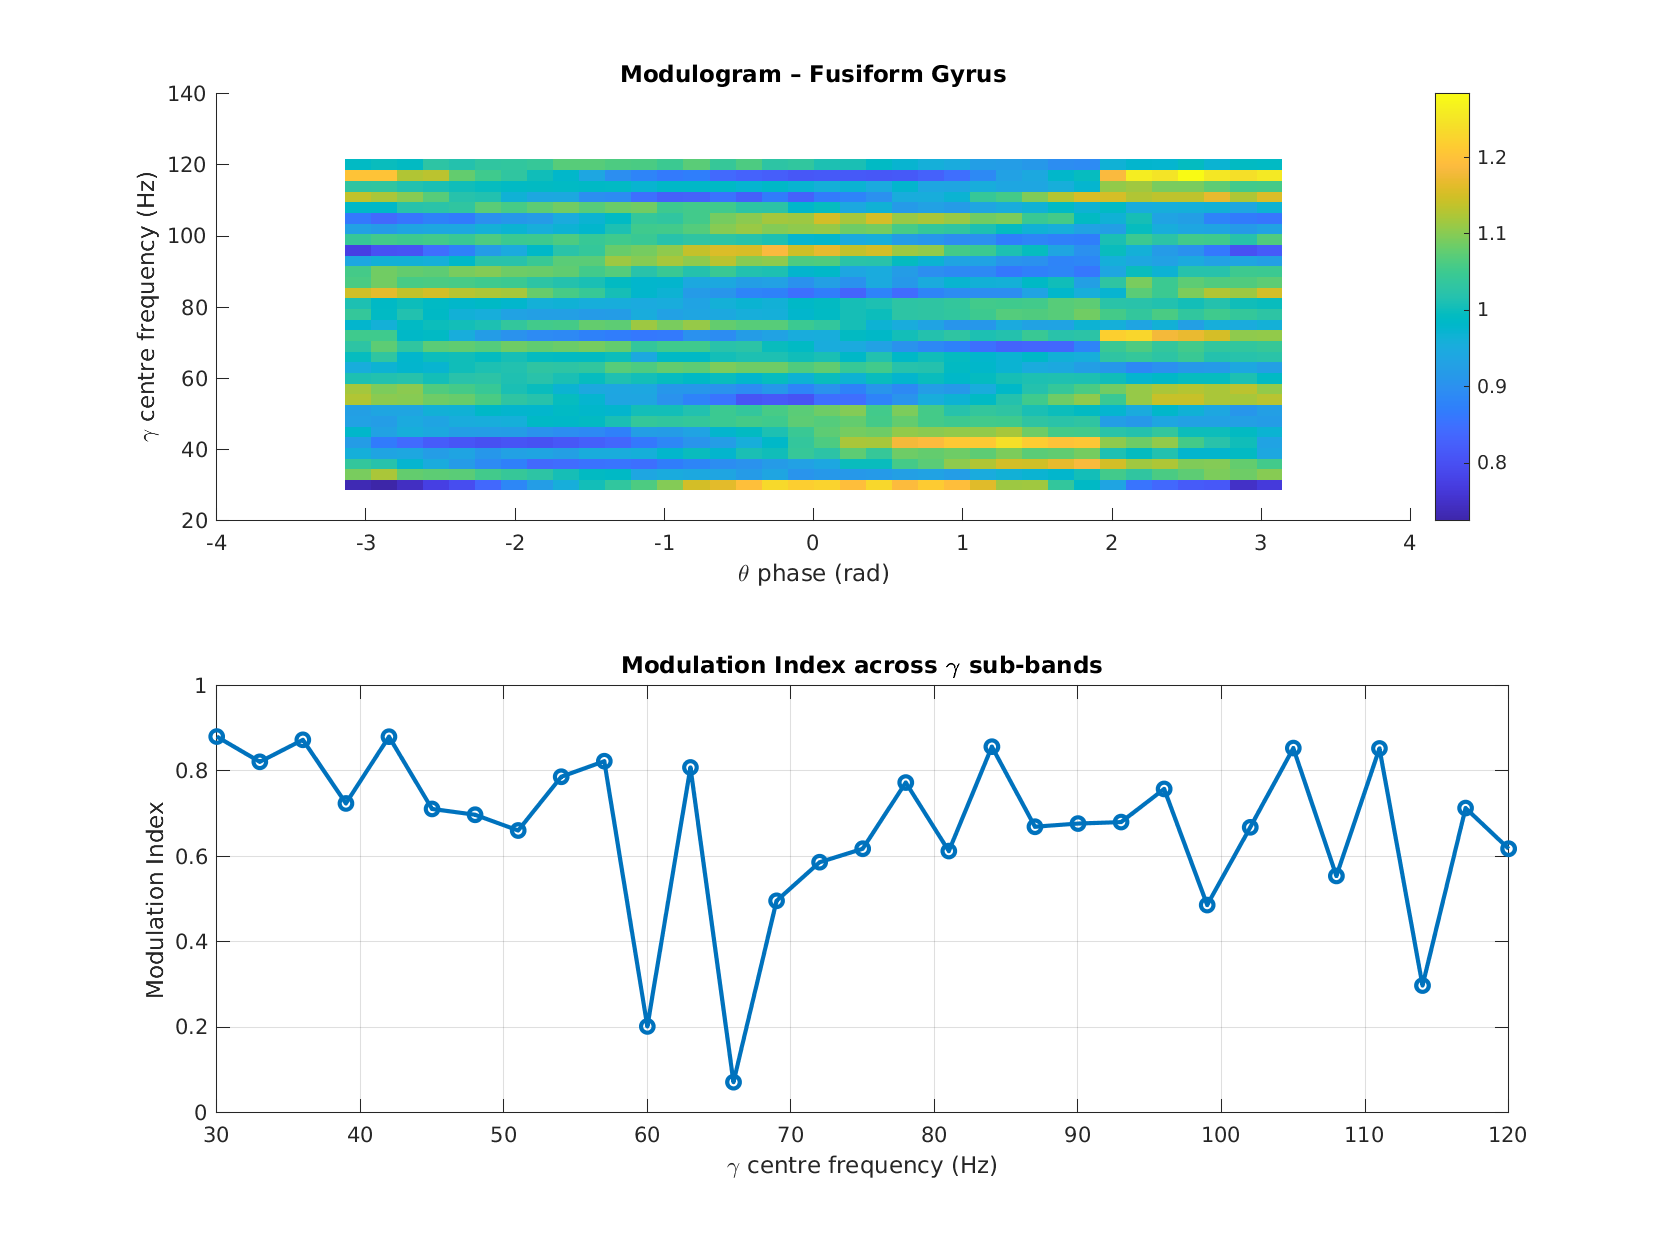 Modulogram – Fusiform Gyrus
140
120
100
80
60
40
20
γ centre frequency (Hz)
-4 -3 -2 -1 0 1 2 3 4
θ phase (rad)
1.2
1.1
1
0.9
0.8
Modulation Index across γ sub-bands
1
0.8
0.6
0.4
0.2
0
Modulation Index
30 40 50 60 70 80 90 100 110 120
γ centre frequency (Hz)